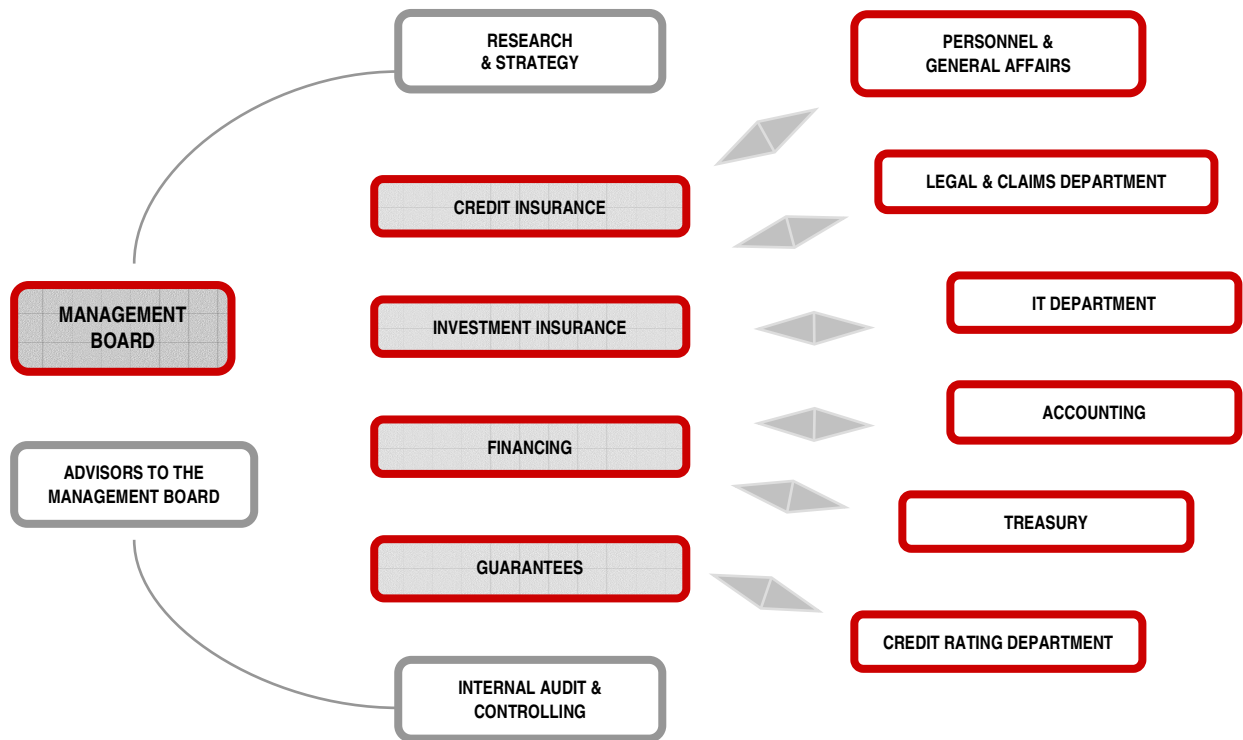 RESEARCH
& STRATEGY
PERSONNEL &
GENERAL AFFAIRS
CREDIT INSURANCE
LEGAL & CLAIMS DEPARTMENT
MANAGEMENT
BOARD
INVESTMENT INSURANCE
IT DEPARTMENT
ADVISORS TO THE
MANAGEMENT BOARD
FINANCING
ACCOUNTING
GUARANTEES
TREASURY
INTERNAL AUDIT &
CONTROLLING
CREDIT RATING DEPARTMENT